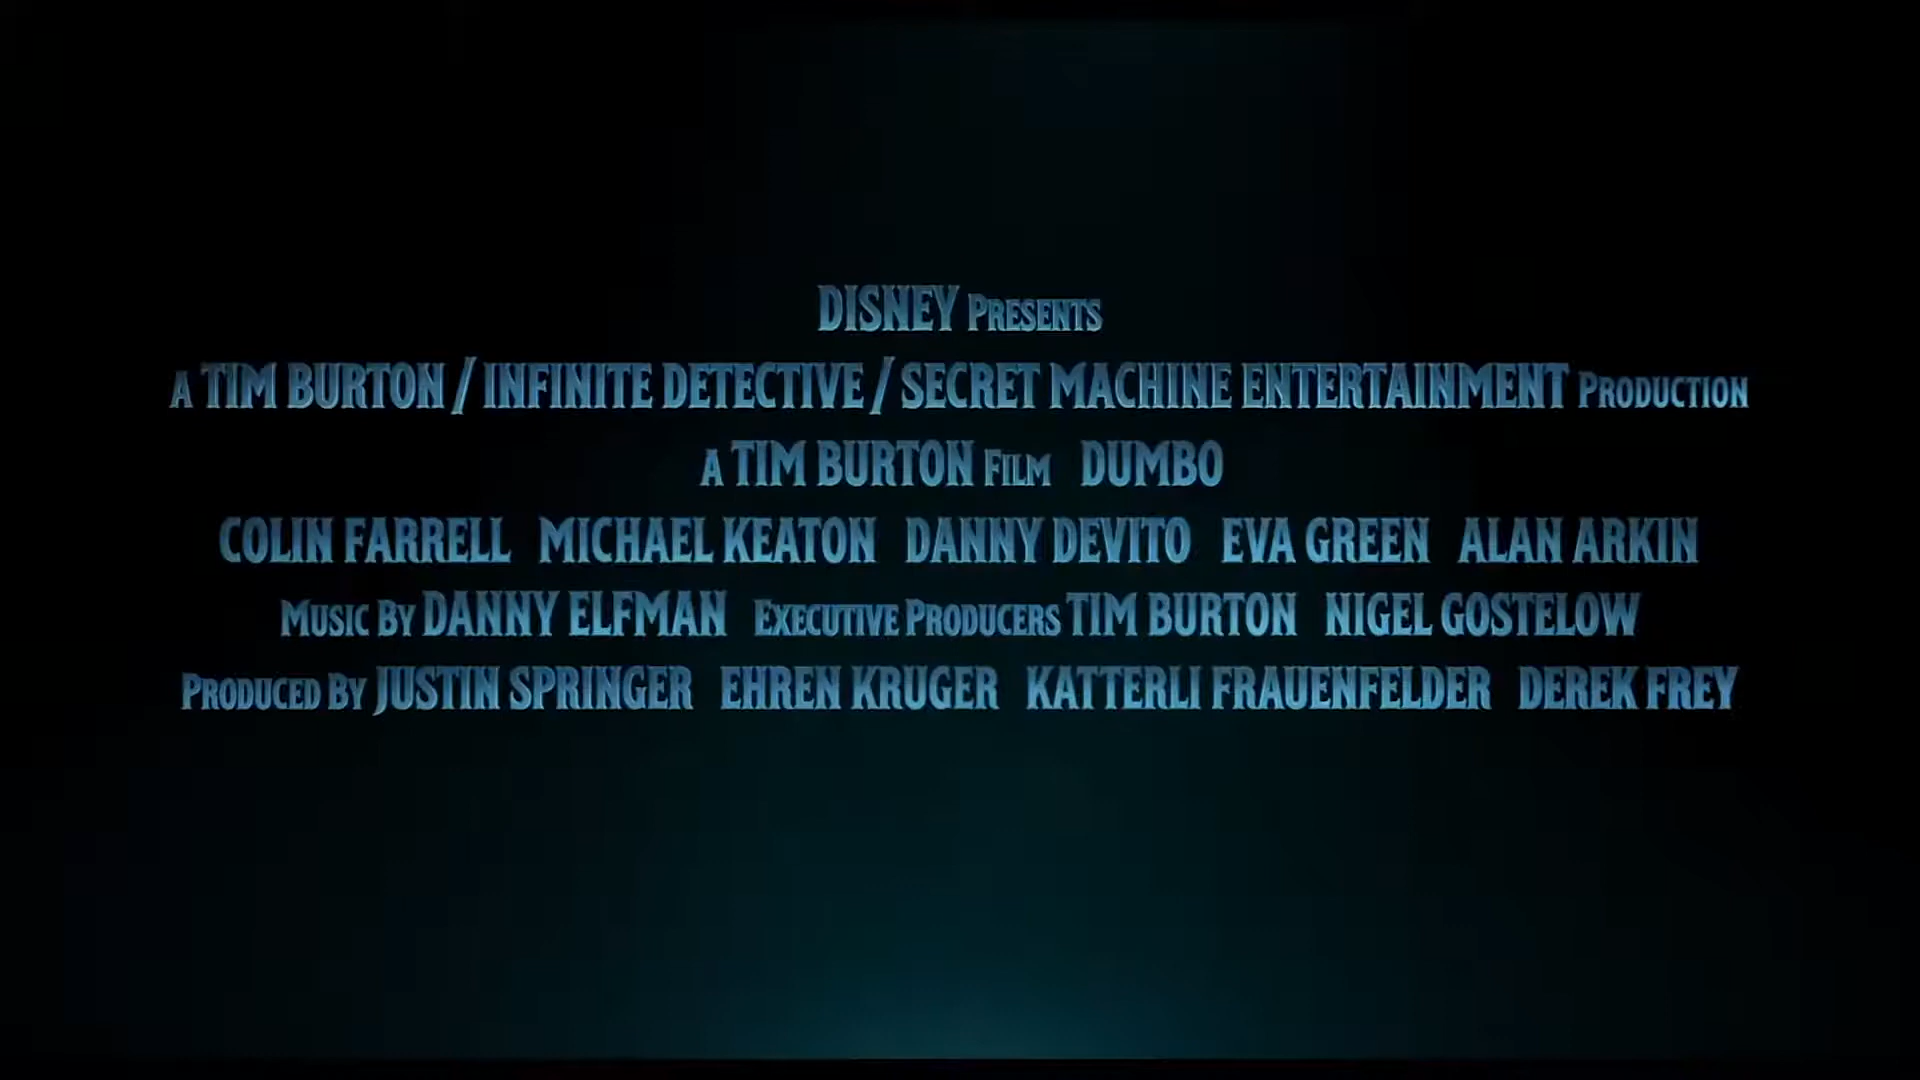 DISNEY PRESENTS
A TIM BURTON / INFINITE DETECTIVE / SECRET MACHINE ENTERTAINMENT PRODUCTION
A TIM BURTON FILM DUMBO
COLIN FARRELL MICHAEL KEATON DANNY DEVITO EVA GREEN ALAN ARKIN
MUSIC BY DANNY ELFMAN EXECUTIVE PRODUCERS TIM BURTON NIGEL GOSTELOW
PRODUCED BY JUSTIN SPRINGER EHREN KRUGER KATTERLI FRAUENFELDER DEREK FREY